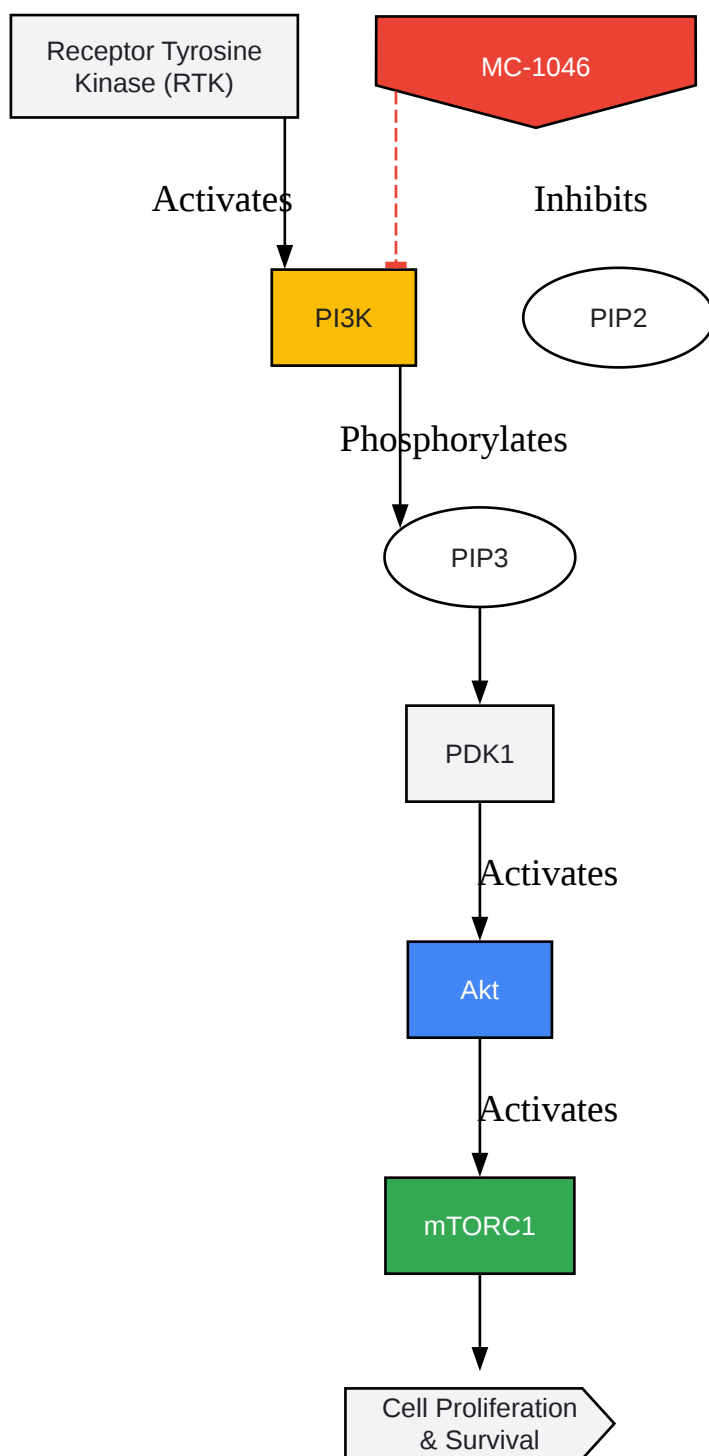 Receptor Tyrosine
Kinase (RTK)
MC-1046
Activates
Inhibits
PI3K
PIP2
Phosphorylates
PIP3
PDK1
Activates
Akt
Activates
mTORC1
Cell Proliferation
& Survival